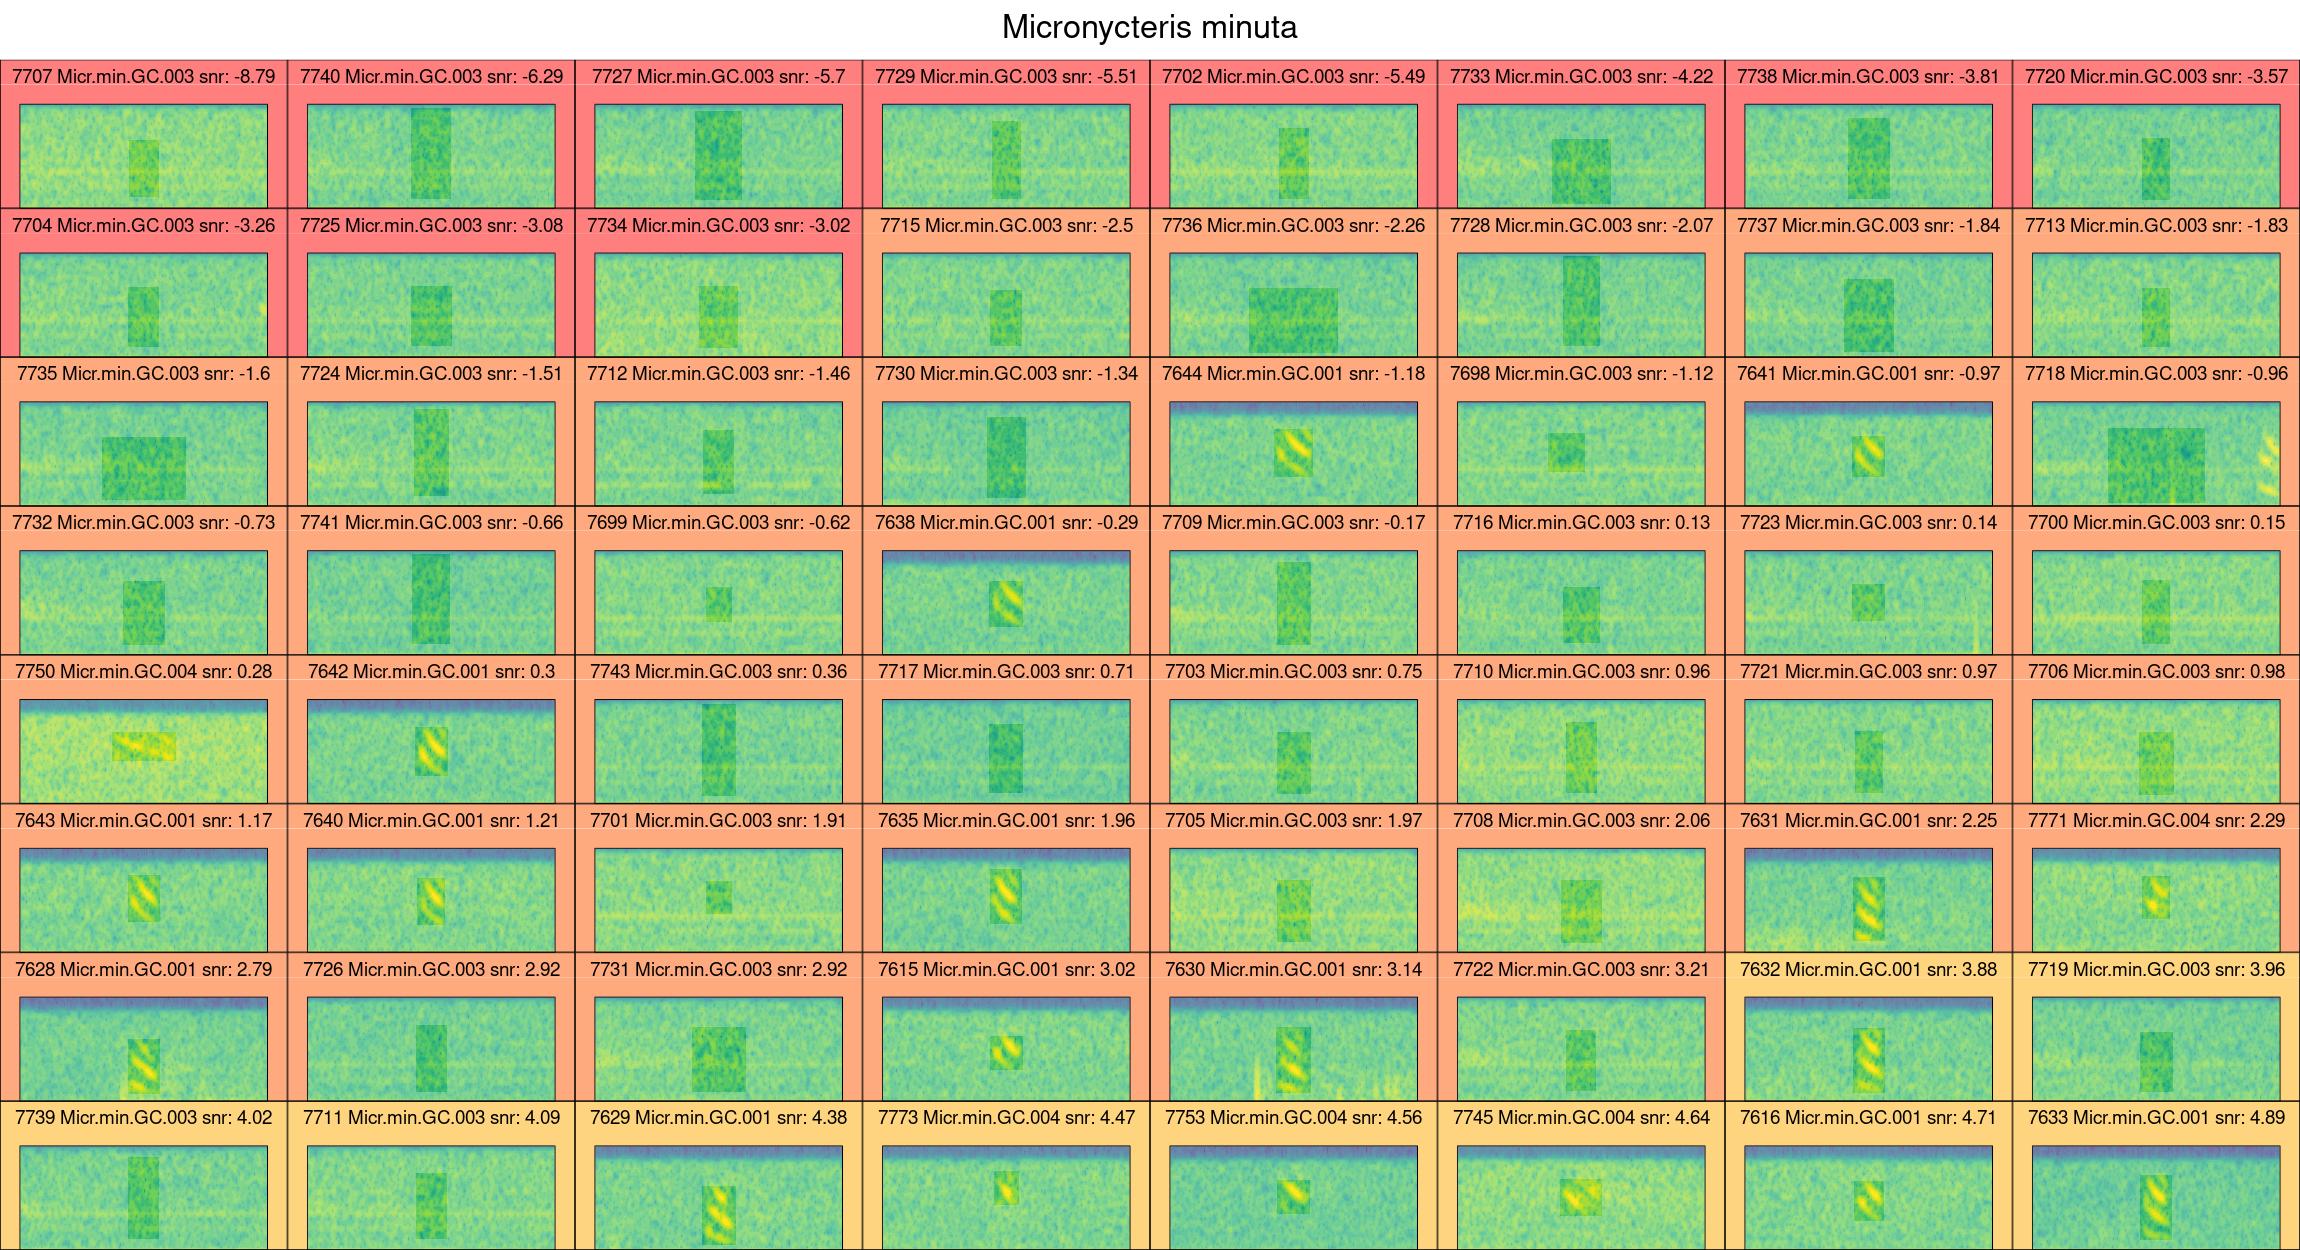 Micronycteris minuta
7707 Micr.min.GC.003 snr: -8.79
7740 Micr.min.GC.003 snr: -6.29
7727 Micr.min.GC.003 snr: -5.7
7729 Micr.min.GC.003 snr: -5.51
7702 Micr.min.GC.003 snr: -5.49
7733 Micr.min.GC.003 snr: -4.22
7738 Micr.min.GC.003 snr: -3.81
7720 Micr.min.GC.003 snr: -3.57
7704 Micr.min.GC.003 snr: -3.26
7725 Micr.min.GC.003 snr: -3.08
7734 Micr.min.GC.003 snr: -3.02
7715 Micr.min.GC.003 snr: -2.5
7736 Micr.min.GC.003 snr: -2.26
7728 Micr.min.GC.003 snr: -2.07
7737 Micr.min.GC.003 snr: -1.84
7713 Micr.min.GC.003 snr: -1.83
7735 Micr.min.GC.003 snr: -1.6
7724 Micr.min.GC.003 snr: -1.51
7712 Micr.min.GC.003 snr: -1.46
7730 Micr.min.GC.003 snr: -1.34
7644 Micr.min.GC.001 snr: -1.18
7698 Micr.min.GC.003 snr: -1.12
7641 Micr.min.GC.001 snr: -0.97
7718 Micr.min.GC.003 snr: -0.96
7732 Micr.min.GC.003 snr: -0.73
7741 Micr.min.GC.003 snr: -0.66
7699 Micr.min.GC.003 snr: -0.62
7638 Micr.min.GC.001 snr: -0.29
7709 Micr.min.GC.003 snr: -0.17
7716 Micr.min.GC.003 snr: 0.13
7723 Micr.min.GC.003 snr: 0.14
7700 Micr.min.GC.003 snr: 0.15
7750 Micr.min.GC.004 snr: 0.28
7642 Micr.min.GC.001 snr: 0.3
7743 Micr.min.GC.003 snr: 0.36
7717 Micr.min.GC.003 snr: 0.71
7703 Micr.min.GC.003 snr: 0.75
7710 Micr.min.GC.003 snr: 0.96
7721 Micr.min.GC.003 snr: 0.97
7706 Micr.min.GC.003 snr: 0.98
7643 Micr.min.GC.001 snr: 1.17
7640 Micr.min.GC.001 snr: 1.21
7701 Micr.min.GC.003 snr: 1.91
7635 Micr.min.GC.001 snr: 1.96
7705 Micr.min.GC.003 snr: 1.97
7708 Micr.min.GC.003 snr: 2.06
7631 Micr.min.GC.001 snr: 2.25
7771 Micr.min.GC.004 snr: 2.29
7628 Micr.min.GC.001 snr: 2.79
7726 Micr.min.GC.003 snr: 2.92
7731 Micr.min.GC.003 snr: 2.92
7615 Micr.min.GC.001 snr: 3.02
7630 Micr.min.GC.001 snr: 3.14
7722 Micr.min.GC.003 snr: 3.21
7632 Micr.min.GC.001 snr: 3.88
7719 Micr.min.GC.003 snr: 3.96
7739 Micr.min.GC.003 snr: 4.02
7711 Micr.min.GC.003 snr: 4.09
7629 Micr.min.GC.001 snr: 4.38
7773 Micr.min.GC.004 snr: 4.47
7753 Micr.min.GC.004 snr: 4.56
7745 Micr.min.GC.004 snr: 4.64
7616 Micr.min.GC.001 snr: 4.71
7633 Micr.min.GC.001 snr: 4.89